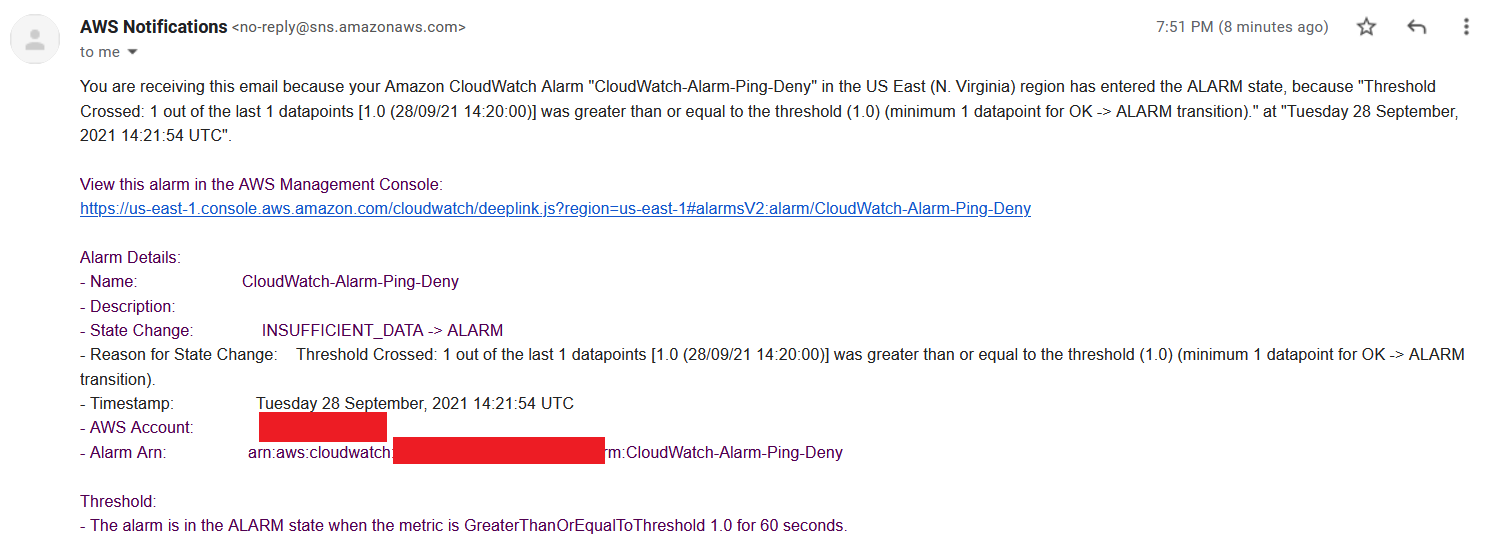 AWS Notifications <no-reply@sns.amazonaws.com>
7:51 PM (8 minutes ago)
to me
You are receiving this email because your Amazon CloudWatch Alarm "CloudWatch-Alarm-Ping-Deny" in the US East (N. Virginia) region has entered the ALARM state, because "Threshold
Crossed: 1 out of the last 1 datapoints [1.0 (28/09/21 14:20:00)] was greater than or equal to the threshold (1.0) (minimum 1 datapoint for OK -> ALARM transition)." at "Tuesday 28 September,
2021 14:21:54 UTC".
View this alarm in the AWS Management Console:
https://us-east-1.console.aws.amazon.com/cloudwatch/deeplink.js?region=us-east-1#alarmsV2:alarm/CloudWatch-Alarm-Ping-Deny
Alarm Details:
- Name: CloudWatch-Alarm-Ping-Deny
- Description:
- State Change: INSUFFICIENT_DATA -> ALARM
- Reason for State Change: Threshold Crossed: 1 out of the last 1 datapoints [1.0 (28/09/21 14:20:00)] was greater than or equal to the threshold (1.0) (minimum 1 datapoint for OK -> ALARM
transition).
- Timestamp: Tuesday 28 September, 2021 14:21:54 UTC
- AWS Account:
- Alarm Arn: arn:aws:cloudwatch: rm:CloudWatch-Alarm-Ping-Deny
Threshold:
- The alarm is in the ALARM state when the metric is GreaterThanOrEqualToThreshold 1.0 for 60 seconds.